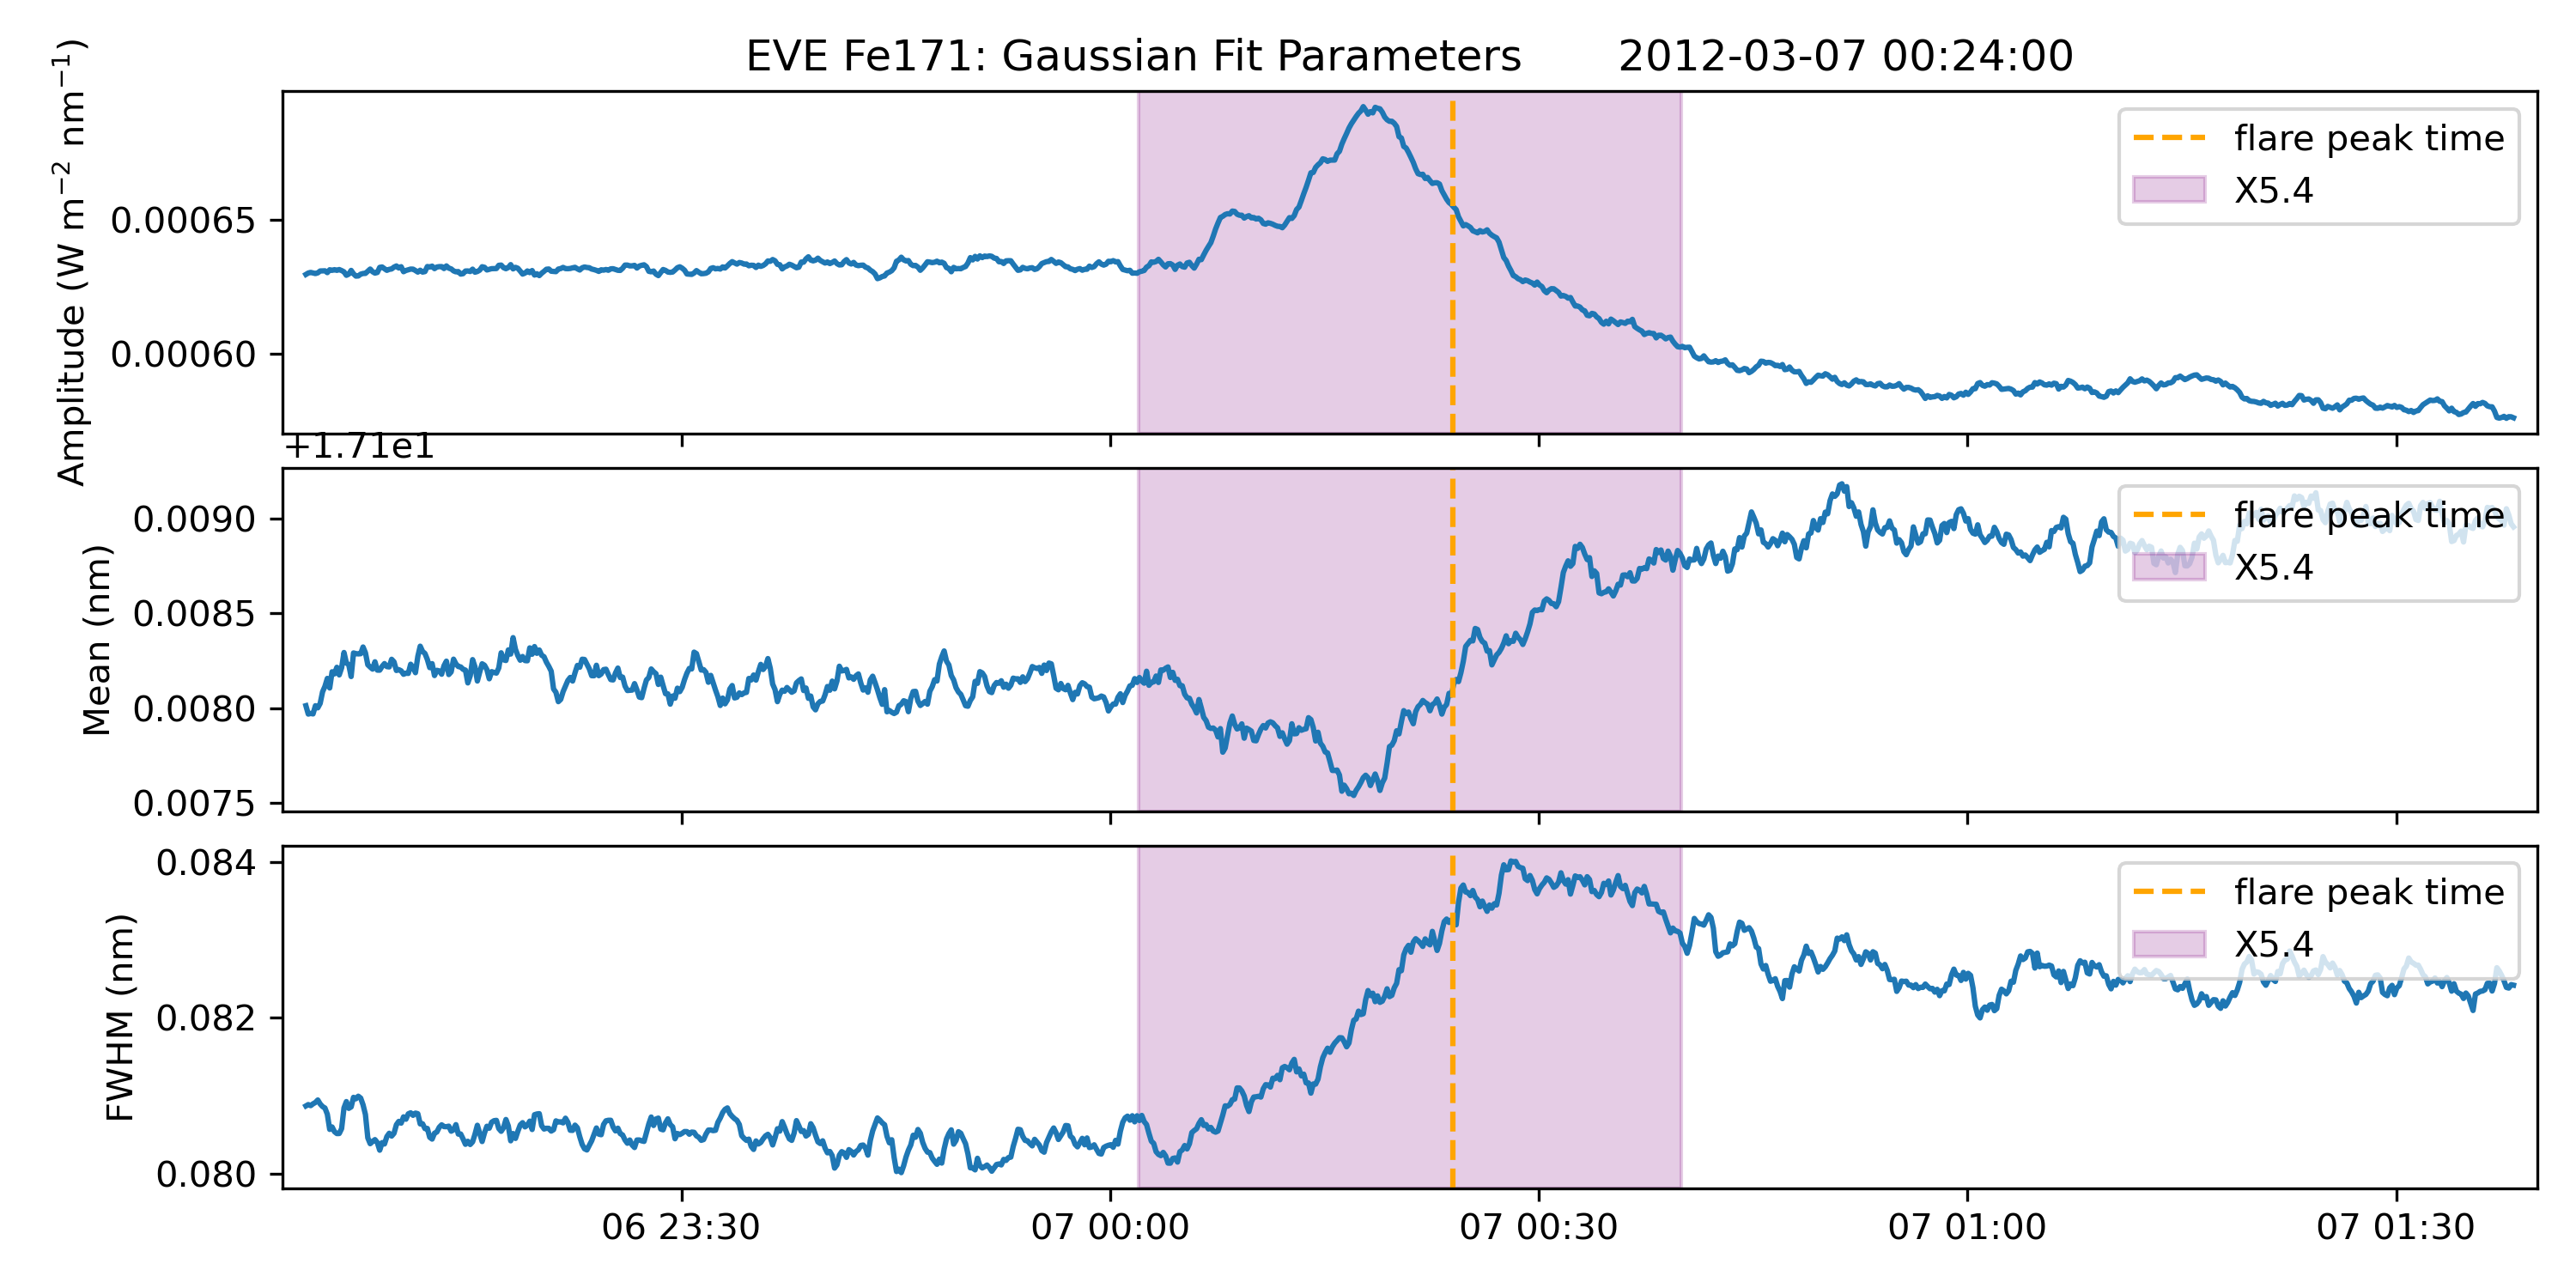 EVE Fe171: Gaussian Fit Parameters 2012-03-07 00:24:00
Amplitude (W m⁻² nm⁻¹)
0.00065
0.00060
flare peak time
X5.4
+1.71e1
Mean (nm)
0.0090
0.0085
0.0080
0.0075
flare peak time
X5.4
FWHM (nm)
0.084
0.082
0.080
flare peak time
X5.4
06 23:30 07 00:00 07 00:30 07 01:00 07 01:30